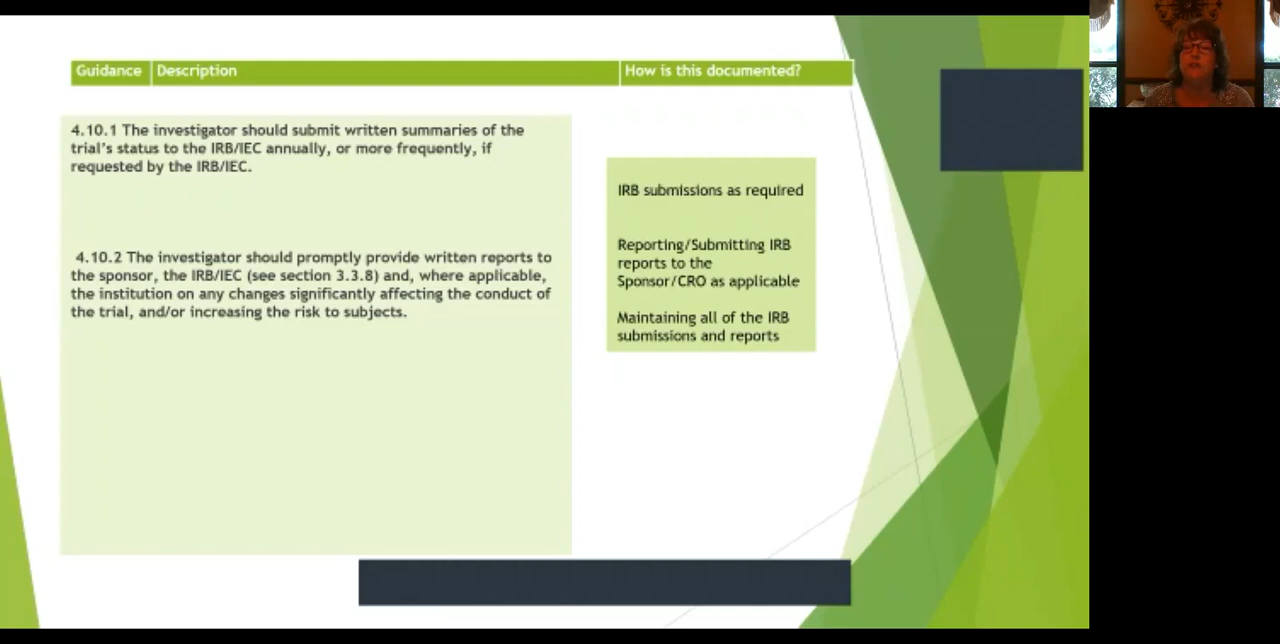 Guidance Description How is this documented?
4.10.1 The investigator should submit written summaries of the
trial's status to the IRB/IEC annually, or more frequently, if
requested by the IRB/IEC.
4.10.2 The investigator should promptly provide written reports to
the sponsor, the IRB/IEC (see section 3.3.8) and, where applicable,
the institution on any changes significantly affecting the conduct of
the trial, and/or increasing the risk to subjects.
IRB submissions as required
Reporting/Submitting IRB
reports to the
Sponsor/CRO as applicable
Maintaining all of the IRB
submissions and reports